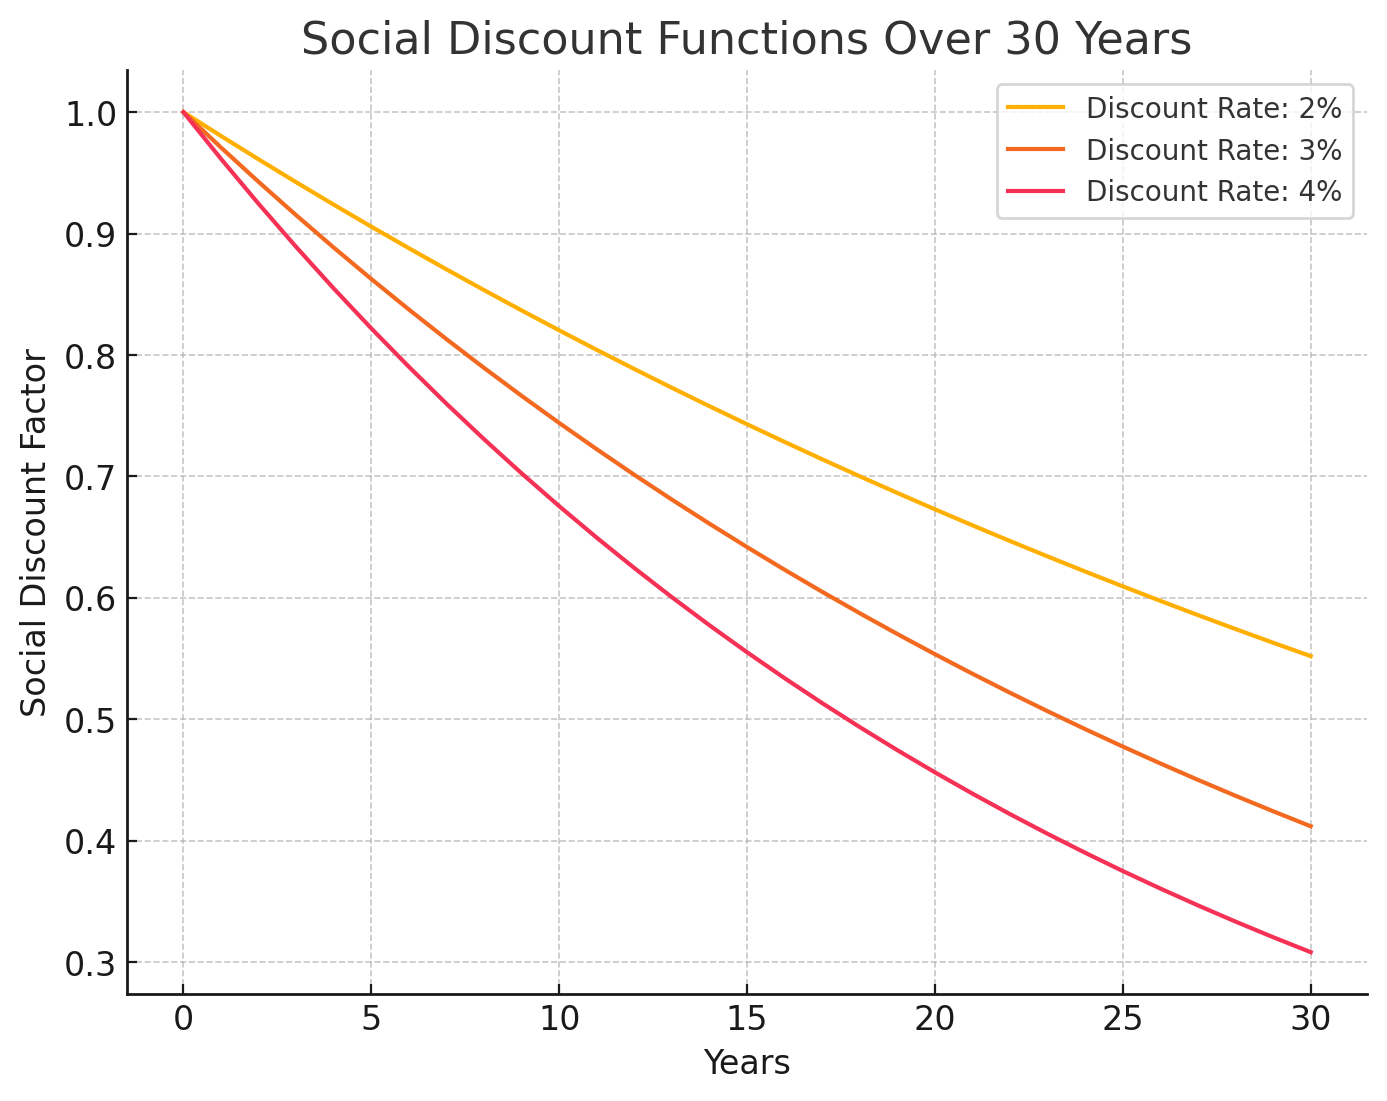 Social Discount Functions Over 30 Years
Discount Rate: 2%
Discount Rate: 3%
Discount Rate: 4%
Social Discount Factor
1.0
0.9
0.8
0.7
0.6
0.5
0.4
0.3
0 5 10 15 20 25 30
Years